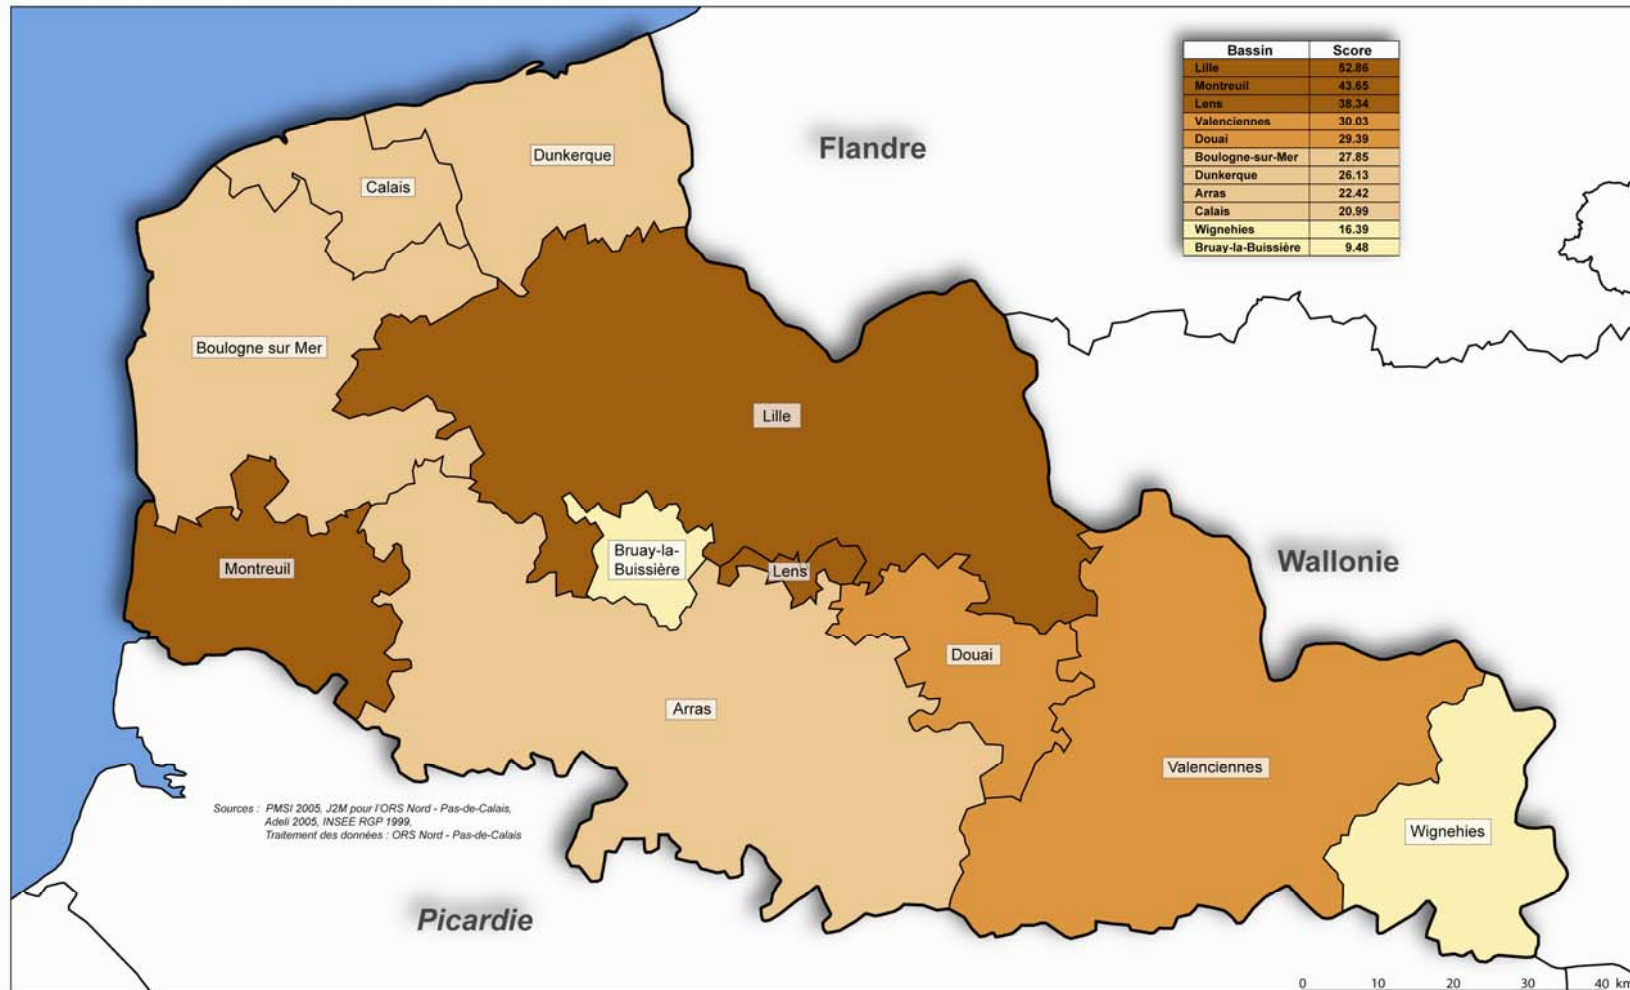 Bassin Score
Lille 52.86
Montreuil 43.65
Lens 38.34
Valenciennes 30.03
Douai 29.39
Boulogne-sur-Mer 27.85
Dunkerque 26.13
Arras 22.42
Calais 20.99
Wignehies 16.39
Bruay-la-Buissière 9.48
Flandre
Dunkerque
Calais
Boulogne sur Mer
Lille
Bruay-la-
Buissière
Lens
Montreuil
Wallonie
Douai
Arras
Valenciennes
Wignehies
Sources : PMSI 2005, J2M pour l'ORS Nord - Pas-de-Calais,
Adeli 2005, INSEE RGP 1999,
Traitement des données : ORS Nord - Pas-de-Calais
Picardie
0 10 20 30 40 km